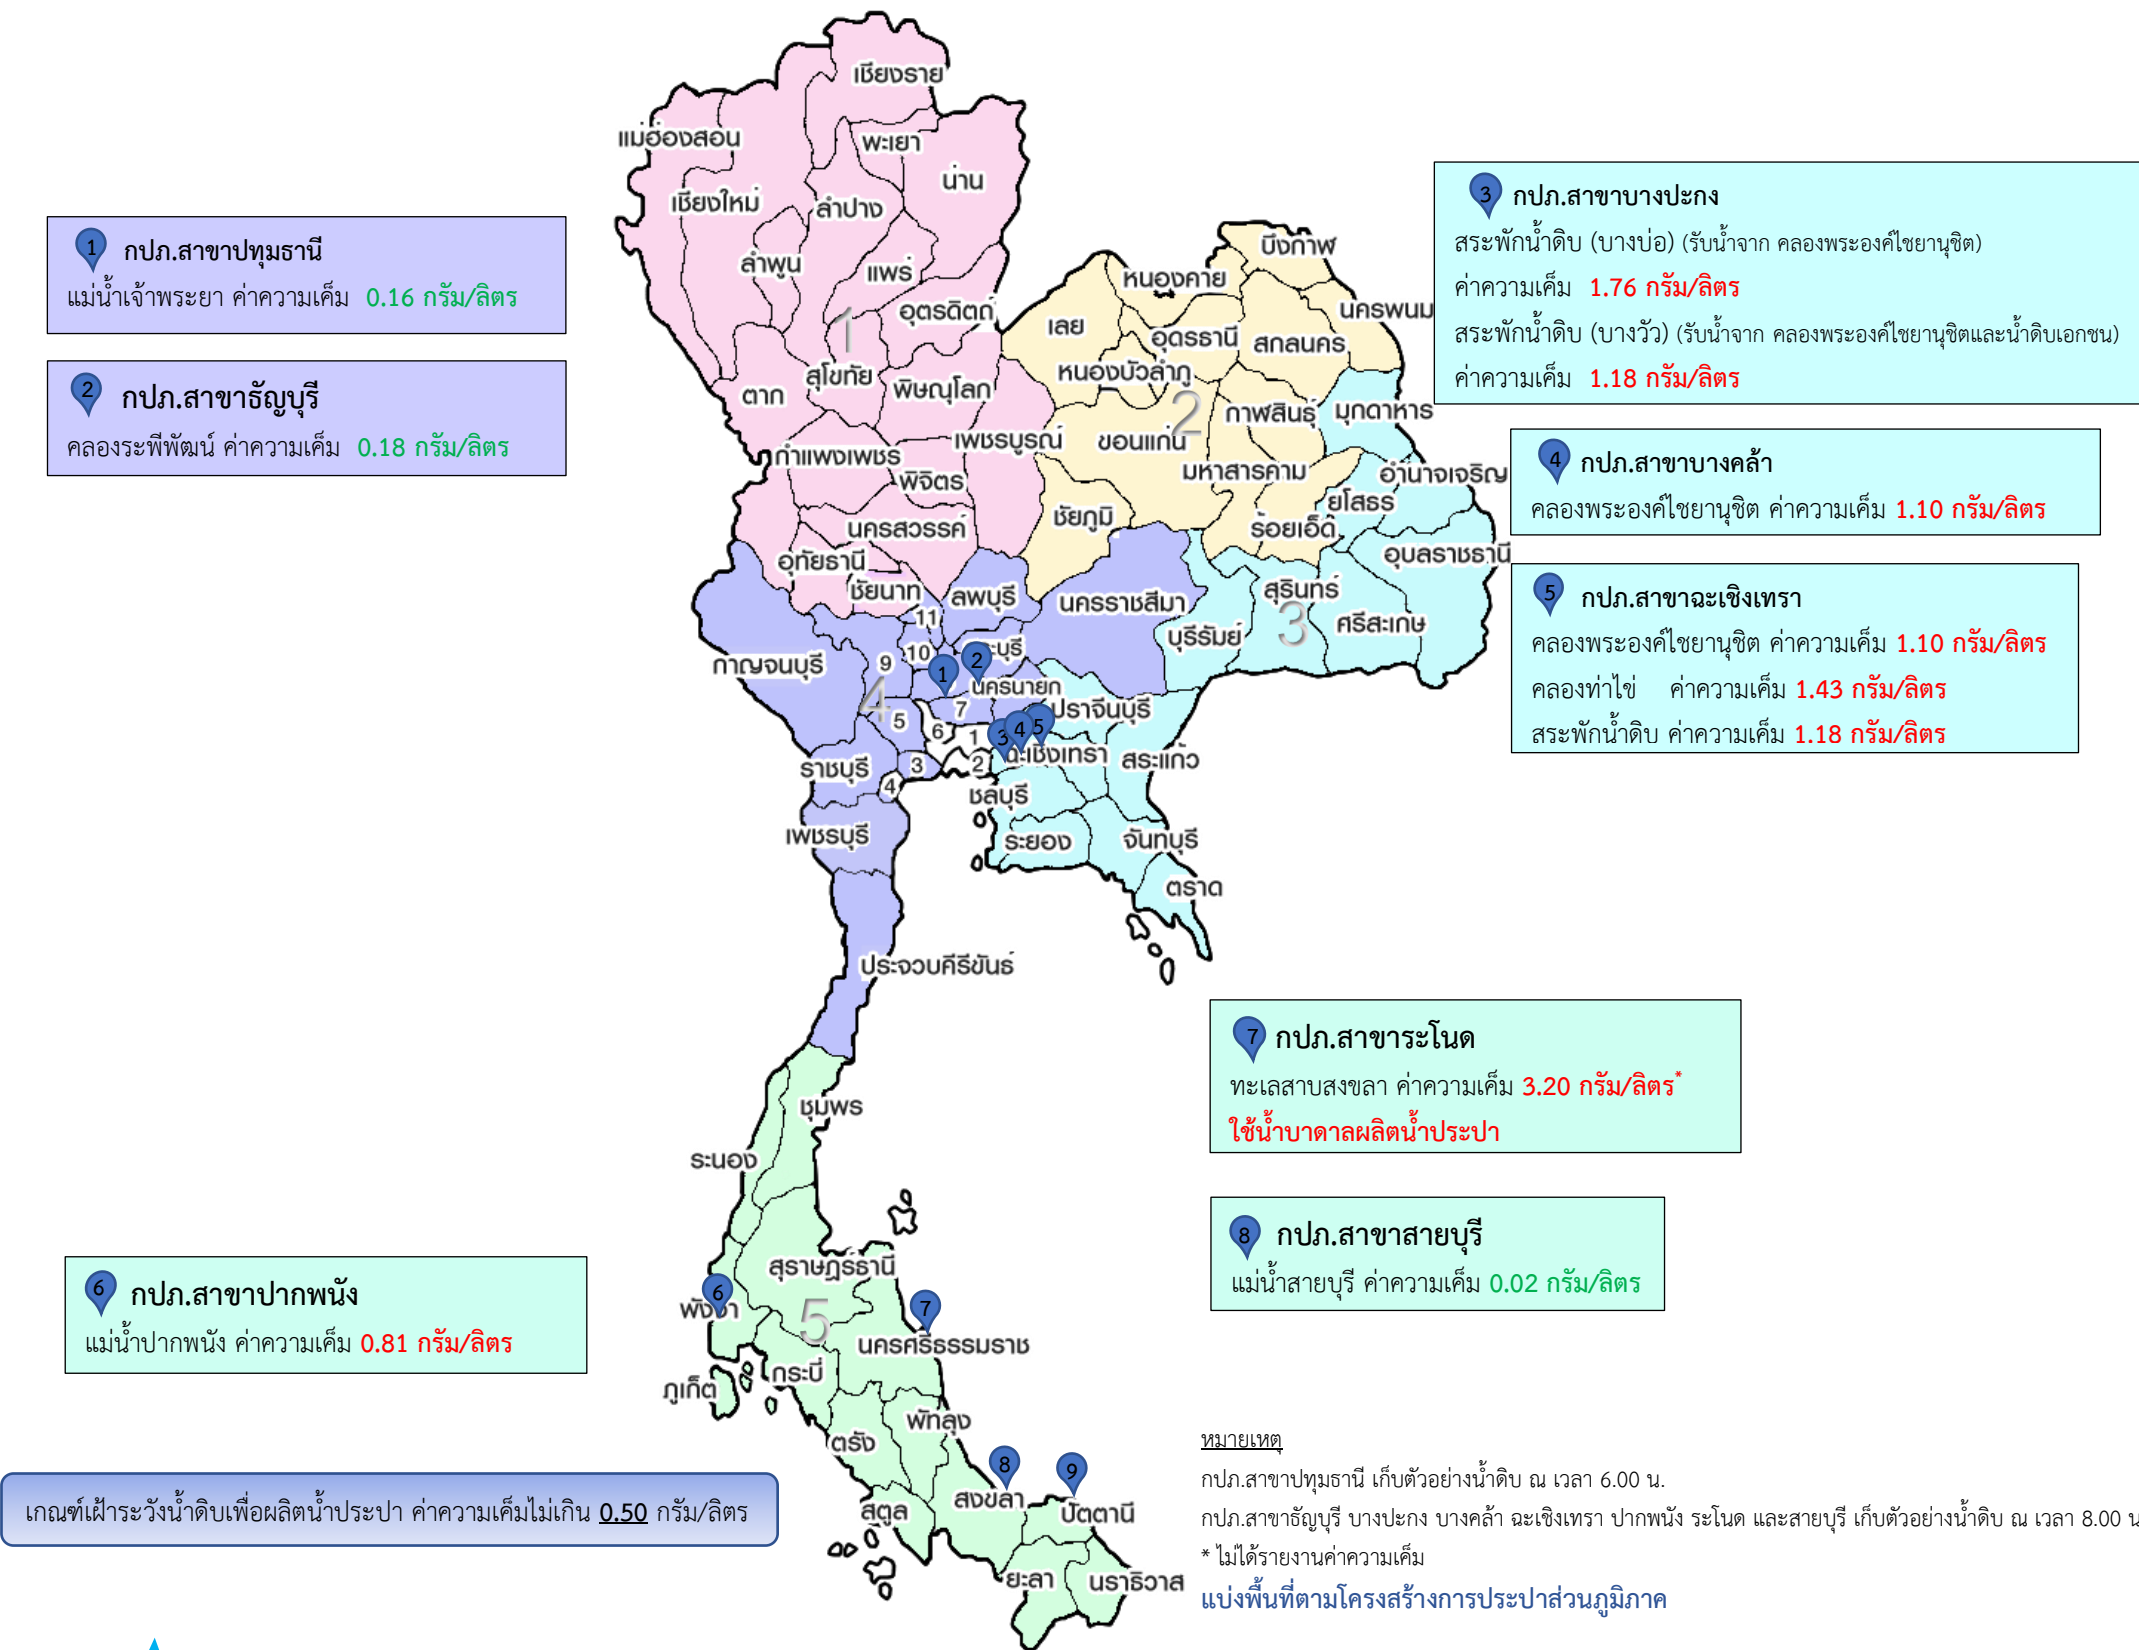 เชียงราย
แม่ฮ่องสอน
พะเยา
น่าน
เชียงใหม่
ลำปาง
ลำพูน
แพร่
อุตรดิตถ์
1
สุโขทัย
ตาก
พิษณุโลก
เพชรบูรณ์
กำแพงเพชร
พิจิตร
นครสวรรค์
อุทัยธานี
ชัยนาท
บึงกาฬ
หนองคาย
นครพนม
เลย
อุดรธานี
สกลนคร
หนองบัวลำภู
2
กาฬสินธุ์
มุกดาหาร
ขอนแก่น
มหาสารคาม
อำนาจเจริญ
ยโสธร
ชัยภูมิ
ร้อยเอ็ด
อุบลราชธานี
สุรินทร์
3
ศรีสะเกษ
บุรีรัมย์
นครราชสีมา
ลพบุรี
11
10
9
กาญจนบุรี
4
5
1
2
ะบุรี
นครนายก
7
6
1
2
3
4
ปราจีนบุรี
3
4
5
ฉะเชิงเทรา
สระแก้ว
ราชบุรี
ชลบุรี
เพชรบุรี
ระยอง
จันทบุรี
ตราด
ประจวบคีรีขันธ์
ชุมพร
ระนอง
สุราษฎร์ธานี
6
พังงา
5
7
นครศรีธรรมราช
กระบี่
ภูเก็ต
พัทลุง
ตรัง
8
9
สงขลา
ปัตตานี
สตูล
ยะลา
นราธิวาส
1 กปภ.สาขาปทุมธานี
แม่น้ำเจ้าพระยา ค่าความเค็ม 0.16 กรัม/ลิตร
2 กปภ.สาขาธัญบุรี
คลองระพีพัฒน์ ค่าความเค็ม 0.18 กรัม/ลิตร
3 กปภ.สาขาบางปะกง
สระพักน้ำดิบ (บางบ่อ) (รับน้ำจาก คลองพระองค์ไชยานุชิต)
ค่าความเค็ม 1.76 กรัม/ลิตร
สระพักน้ำดิบ (บางวัว) (รับน้ำจาก คลองพระองค์ไชยานุชิตและน้ำดิบเอกชน)
ค่าความเค็ม 1.18 กรัม/ลิตร
4 กปภ.สาขาบางคล้า
คลองพระองค์ไชยานุชิต ค่าความเค็ม 1.10 กรัม/ลิตร
5 กปภ.สาขาฉะเชิงเทรา
คลองพระองค์ไชยานุชิต ค่าความเค็ม 1.10 กรัม/ลิตร
คลองท่าไข่ ค่าความเค็ม 1.43 กรัม/ลิตร
สระพักน้ำดิบ ค่าความเค็ม 1.18 กรัม/ลิตร
7 กปภ.สาขาระโนด
ทะเลสาบสงขลา ค่าความเค็ม 3.20 กรัม/ลิตร*
ใช้น้ำบาดาลผลิตน้ำประปา
8 กปภ.สาขาสายบุรี
แม่น้ำสายบุรี ค่าความเค็ม 0.02 กรัม/ลิตร
6 กปภ.สาขาปากพนัง
แม่น้ำปากพนัง ค่าความเค็ม 0.81 กรัม/ลิตร
เกณฑ์เฝ้าระวังน้ำดิบเพื่อผลิตน้ำประปา ค่าความเค็มไม่เกิน 0.50 กรัม/ลิตร
หมายเหตุ
กปภ.สาขาปทุมธานี เก็บตัวอย่างน้ำดิบ ณ เวลา 6.00 น.
กปภ.สาขาธัญบุรี บางปะกง บางคล้า ฉะเชิงเทรา ปากพนัง ระโนด และสายบุรี เก็บตัวอย่างน้ำดิบ ณ เวลา 8.00 น
* ไม่ได้รายงานค่าความเค็ม
แบ่งพื้นที่ตามโครงสร้างการประปาส่วนภูมิภาค